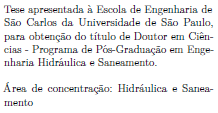 Tese apresentada à Escola de Engenharia de
São Carlos da Universidade de São Paulo,
para obtenção do título de Doutor em Ciên-
cias - Programa de Pós-Graduação em Enge-
nharia Hidráulica e Saneamento.
Área de concentração: Hidráulica e Sanea-
mento